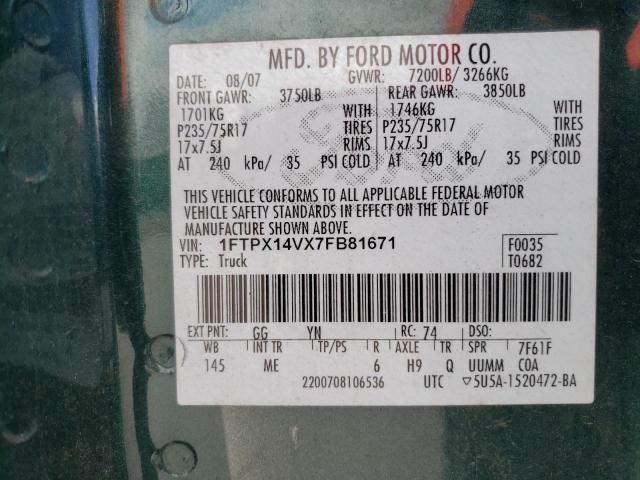 MFD. BY FORD MOTOR CO.
DATE: 08/07 GVWR: 7200LB/ 3266KG
FRONT GAWR: 3750LB REAR GAWR: 3850LB
1701KG WITH 1746KG WITH
P235/75R17 TIRES P235/75R17 TIRES
17x7.5J RIMS 17x7.5J RIMS
AT 240 kPa/ 35 PSI COLD AT 240 kPa/ 35 PSI COLD
THIS VEHICLE CONFORMS TO ALL APPLICABLE FEDERAL MOTOR
VEHICLE SAFETY STANDARDS IN EFFECT ON THE DATE OF
MANUFACTURE SHOWN ABOVE.
VIN: 1FTPX14VX7FB81671 F0035
TYPE: Truck T0682
EXT PNT: GG YN RC: 74 DSO:
WB INT TR TP/PS R AXLE TR SPR 7F61F
145 ME 6 H9 Q UUMM COA
2200708106536 UTC ▽5U5A-1520472-BA